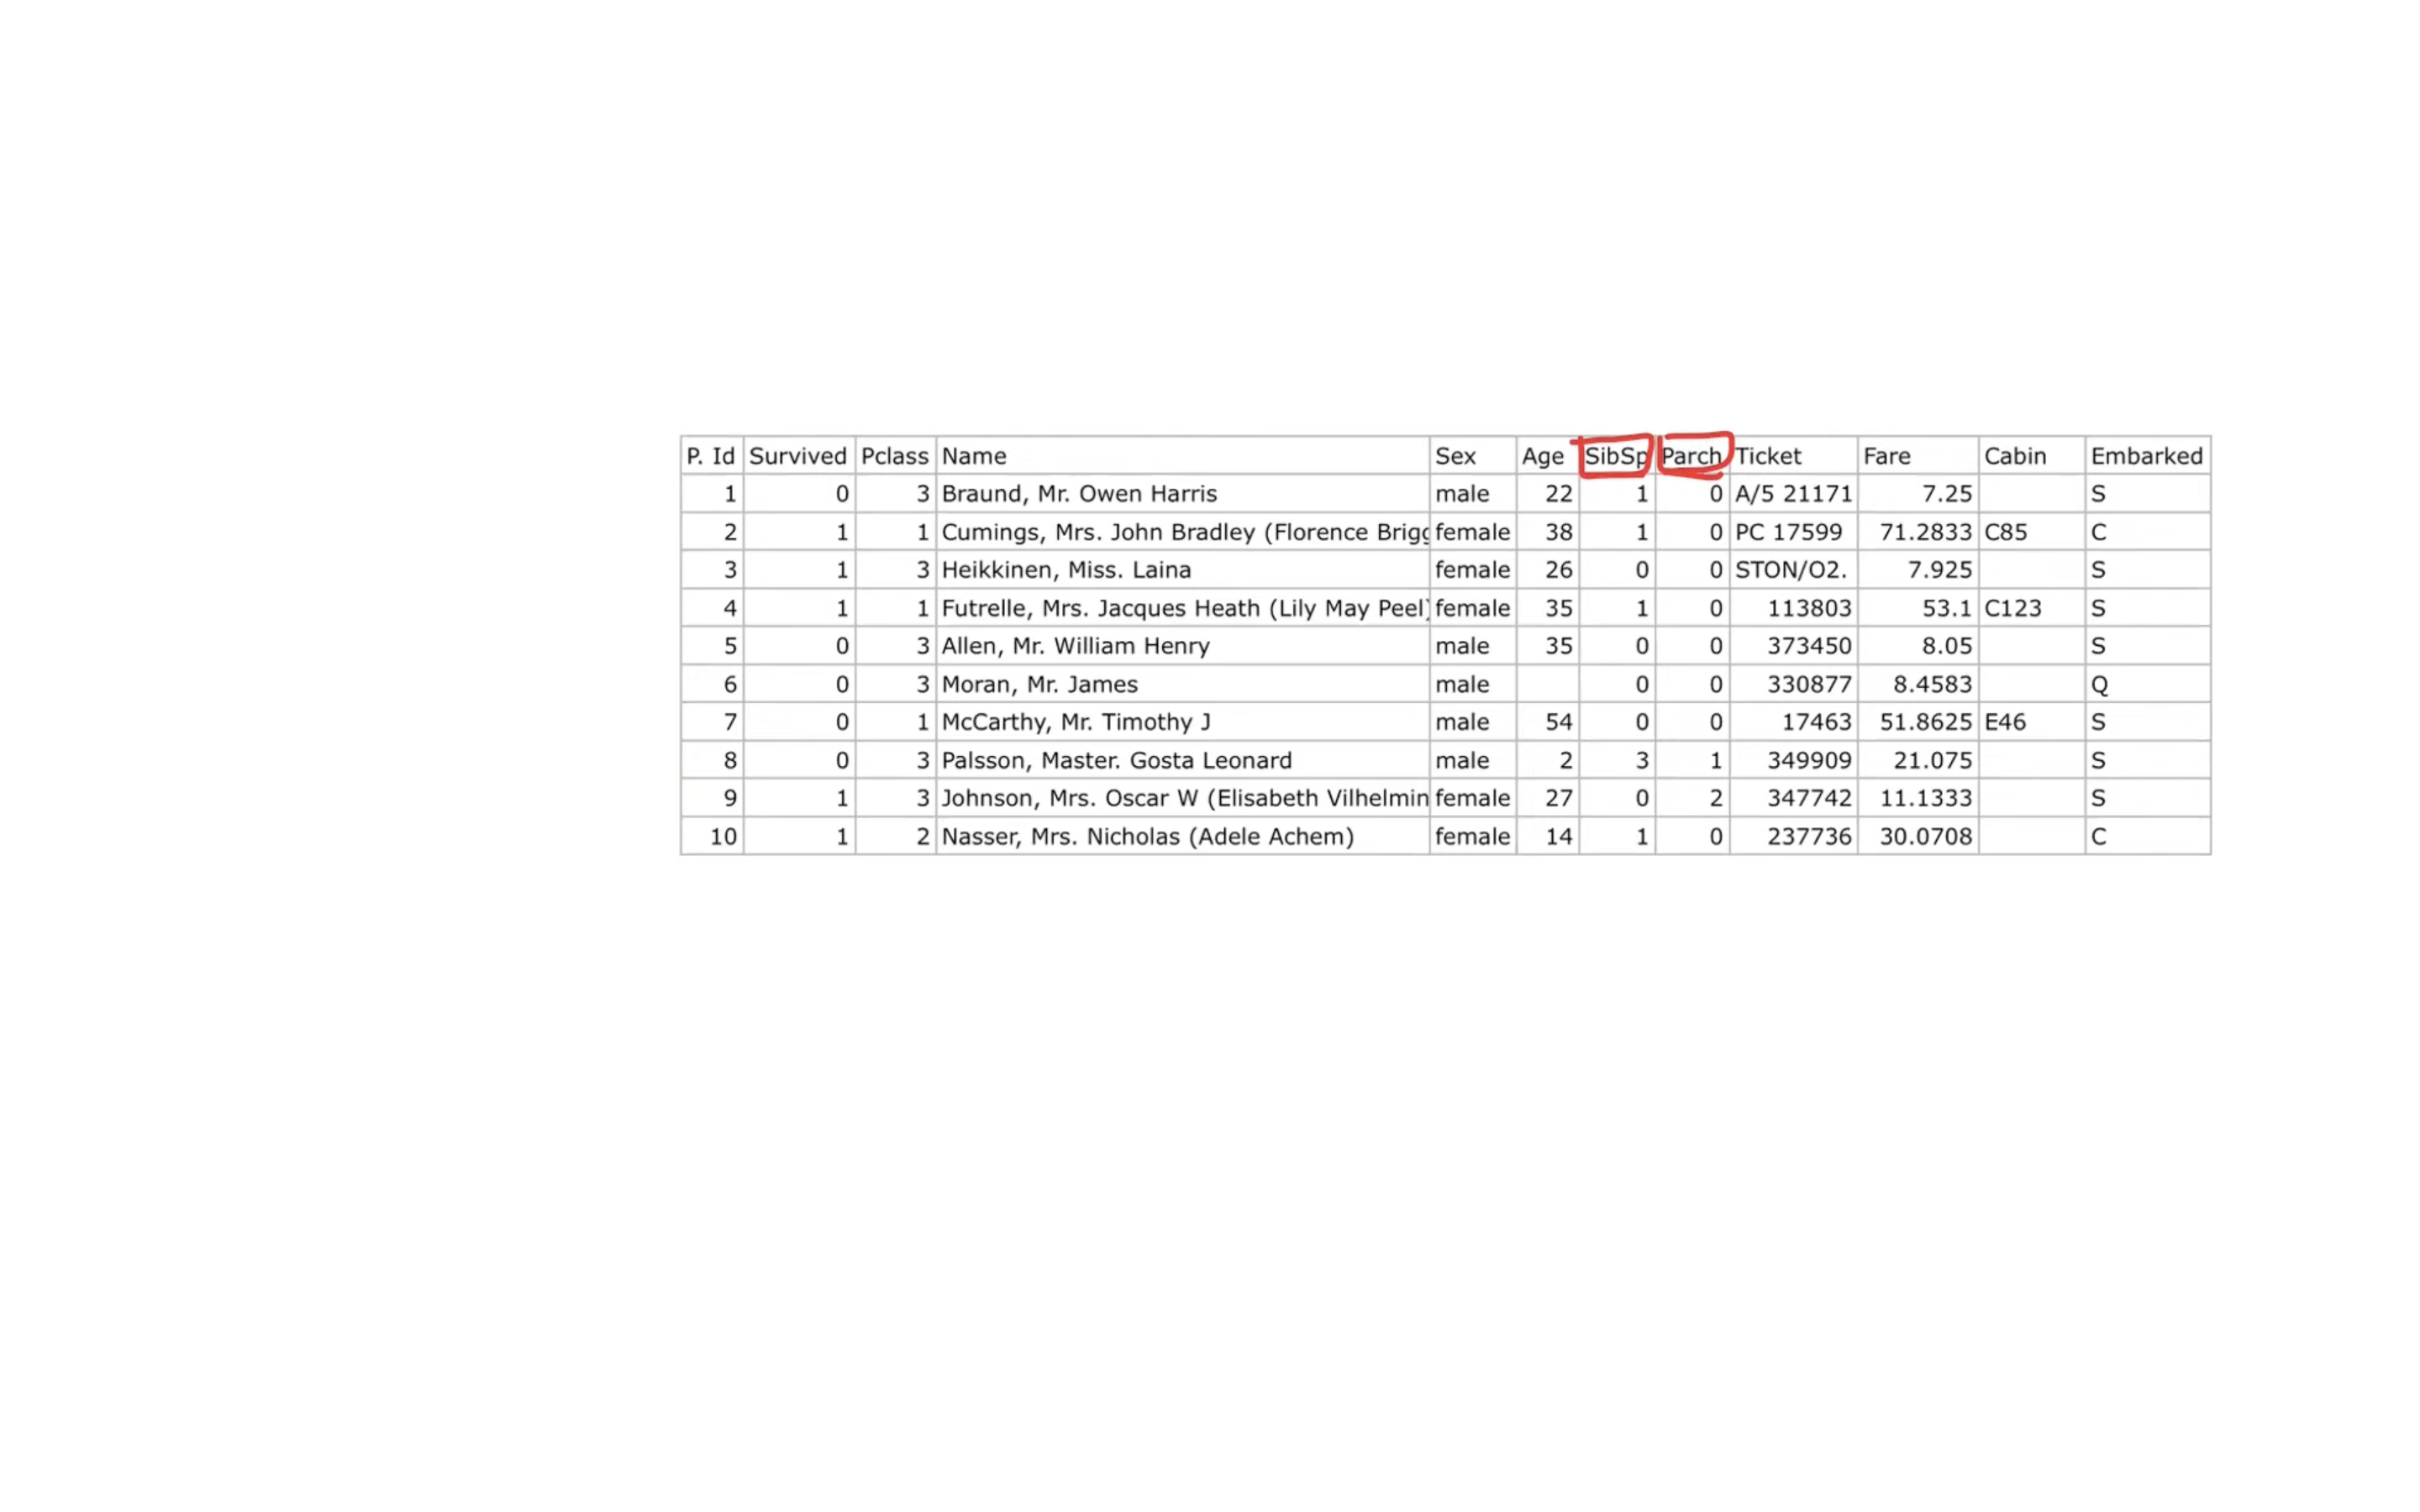 P. Id Survived Pclass Name Sex Age SibSp Parch Ticket Fare Cabin Embarked
1 0 3 Braund, Mr. Owen Harris male 22 1 0 A/5 21171 7.25 S
2 1 1 Cumings, Mrs. John Bradley (Florence Brigg female 38 1 0 PC 17599 71.2833 C85 C
3 1 3 Heikkinen, Miss. Laina female 26 0 0 STON/O2. 7.925 S
4 1 1 Futrelle, Mrs. Jacques Heath (Lily May Peel) female 35 1 0 113803 53.1 C123 S
5 0 3 Allen, Mr. William Henry male 35 0 0 373450 8.05 S
6 0 3 Moran, Mr. James male 0 0 330877 8.4583 Q
7 0 1 McCarthy, Mr. Timothy J male 54 0 0 17463 51.8625 E46 S
8 0 3 Palsson, Master. Gosta Leonard male 2 3 1 349909 21.075 S
9 1 3 Johnson, Mrs. Oscar W (Elisabeth Vilhelmin female 27 0 2 347742 11.1333 S
10 1 2 Nasser, Mrs. Nicholas (Adele Achem) female 14 1 0 237736 30.0708 C